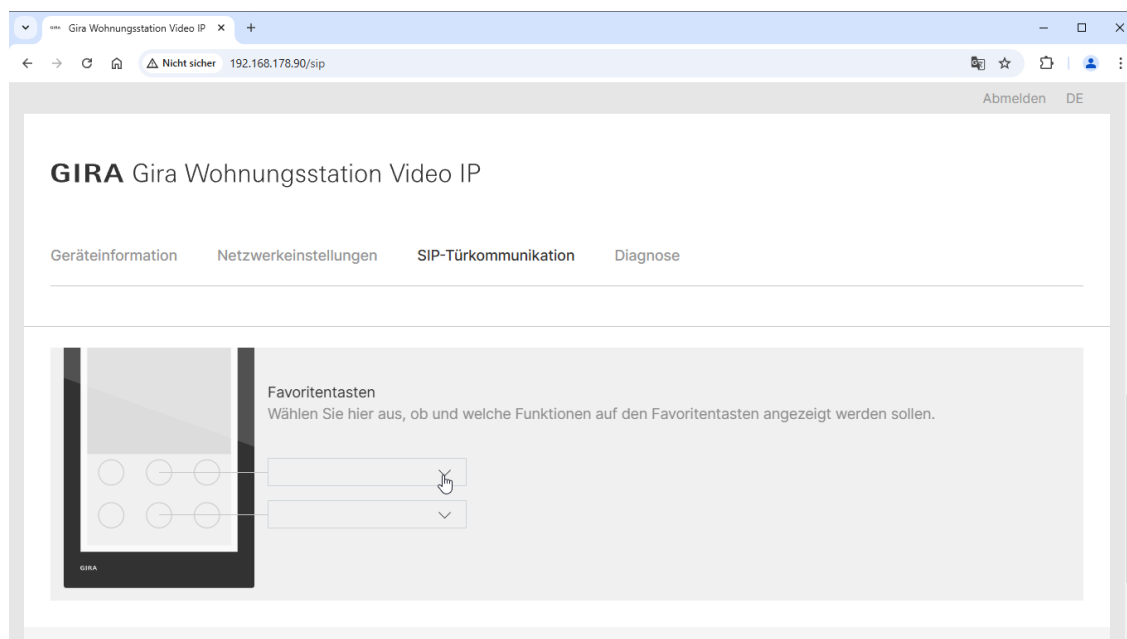 Gira Wohnungsstation Video IP
Nicht sicher 192.168.178.90/sip
Abmelden DE
GIRA Gira Wohnungsstation Video IP
Geräteinformation Netzwerkeinstellungen SIP-Türkommunikation Diagnose
Favoritentasten
Wählen Sie hier aus, ob und welche Funktionen auf den Favoritentasten angezeigt werden sollen.
GIRA